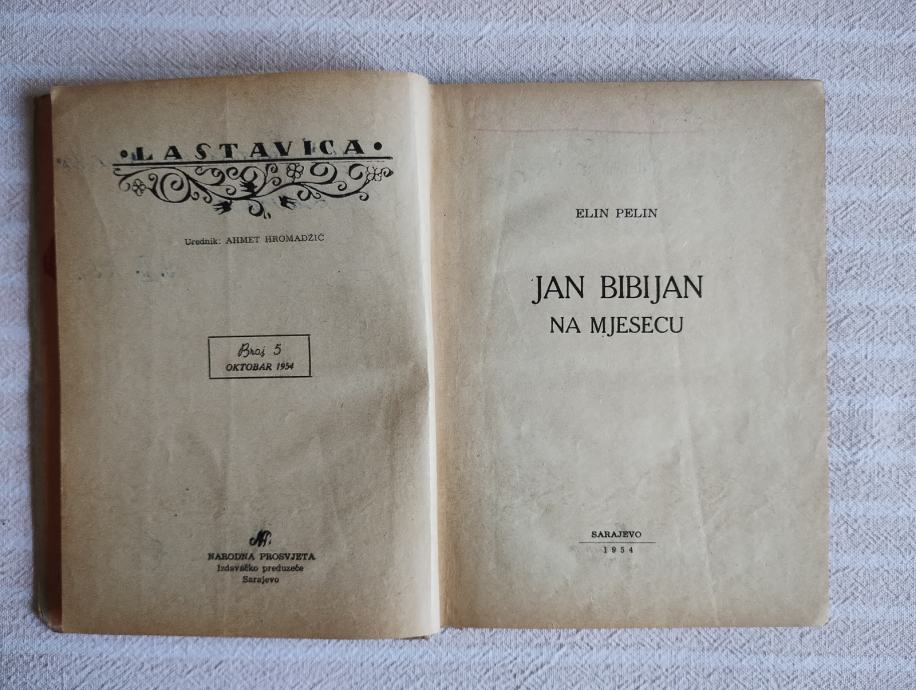 • LASTAVICA •
Urednik: AHMET HROMADŽIĆ
Broj 5
OKTOBAR 1954
NP
NARODNA PROSVJETA
Izdavačko preduzeće
Sarajevo
ELIN PELIN
JAN BIBIJAN
NA MJESECU
SARAJEVO
1954